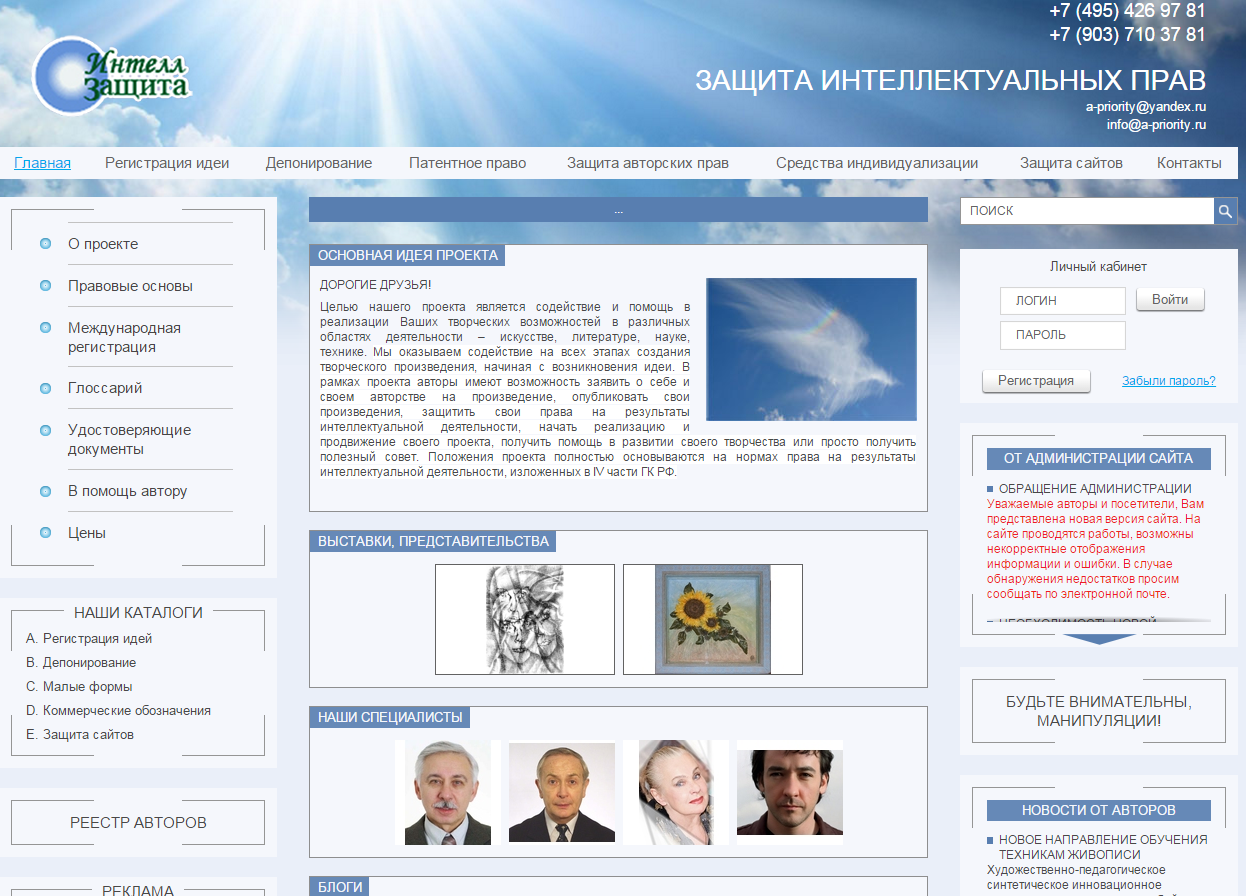 +7 (495) 426 97 81
+7 (903) 710 37 81
Интелл
Защита
ЗАЩИТА ИНТЕЛЛЕКТУАЛЬНЫХ ПРАВ
a-priority@yandex.ru
info@a-priority.ru
Главная Регистрация идеи Депонирование Патентное право Защита авторских прав Средства индивидуализации Защита сайтов Контакты
О проекте
Правовые основы
Международная
регистрация
Глоссарий
Удостоверяющие
документы
В помощь автору
Цены
НАШИ КАТАЛОГИ
A. Регистрация идей
B. Депонирование
C. Малые формы
D. Коммерческие обозначения
E. Защита сайтов
РЕЕСТР АВТОРОВ
РЕКЛАМА
...
ОСНОВНАЯ ИДЕЯ ПРОЕКТА
ДОРОГИЕ ДРУЗЬЯ!
Целью нашего проекта является содействие и помощь в
реализации Ваших творческих возможностей в различных
областях деятельности – искусстве, литературе, науке,
технике. Мы оказываем содействие на всех этапах создания
творческого произведения, начиная с возникновения идеи. В
рамках проекта авторы имеют возможность заявить о себе и
своем авторстве на произведение, опубликовать свои
произведения, защитить свои права на результаты
интеллектуальной деятельности, начать реализацию и
продвижение своего проекта, получить помощь в развитии своего творчества или просто получить
полезный совет. Положения проекта полностью основываются на нормах права на результаты
интеллектуальной деятельности, изложенных в IV части ГК РФ.
ВЫСТАВКИ, ПРЕДСТАВИТЕЛЬСТВА
НАШИ СПЕЦИАЛИСТЫ
БЛОГИ
ПОИСК
Личный кабинет
ЛОГИН Войти
ПАРОЛЬ
Регистрация Забыли пароль?
ОТ АДМИНИСТРАЦИИ САЙТА
ОБРАЩЕНИЕ АДМИНИСТРАЦИИ
Уважаемые авторы и посетители, Вам
представлена новая версия сайта. На
сайте проводятся работы, возможны
некорректные отображения
информации и ошибки. В случае
обнаружения недостатков просим
сообщать по электронной почте.
НЕОБХОДИМОСТЬ НОВОЙ
БУДЬТЕ ВНИМАТЕЛЬНЫ,
МАНИПУЛЯЦИИ!
НОВОСТИ ОТ АВТОРОВ
НОВОЕ НАПРАВЛЕНИЕ ОБУЧЕНИЯ
ТЕХНИКАМ ЖИВОПИСИ
Художественно-педагогическое
синтетическое инновационное